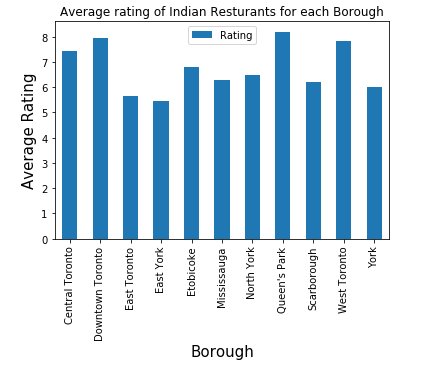 Average rating of Indian Resturants for each Borough
Rating
8
7
6
5
4
3
2
1
0
Average Rating
Central Toronto
Downtown Toronto
East Toronto
East York
Etobicoke
Mississauga
North York
Queen's Park
Scarborough
West Toronto
York
Borough